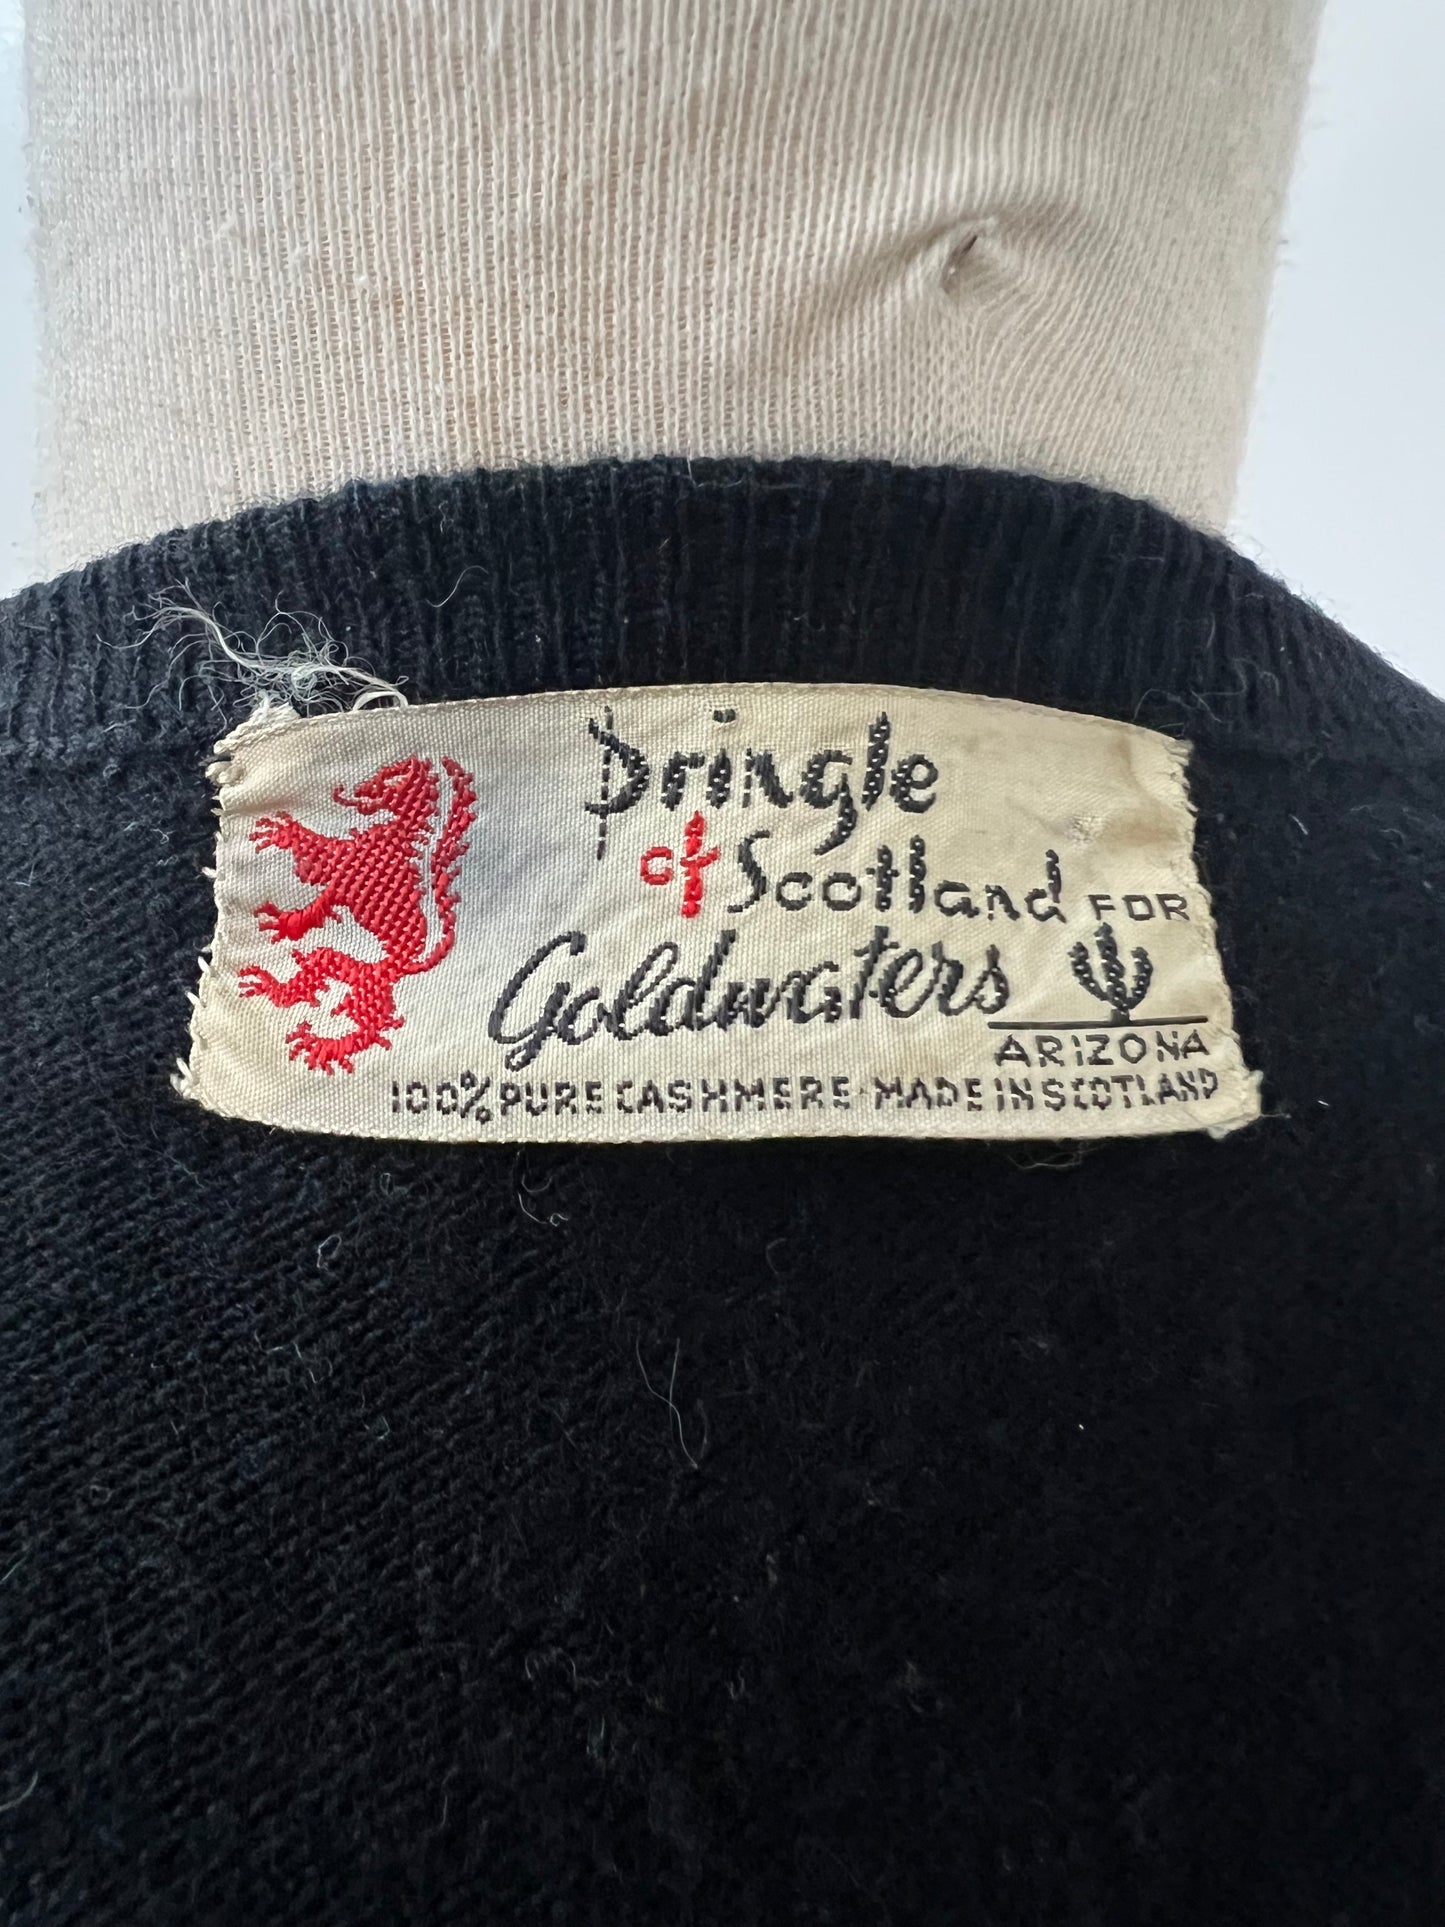 Pringle
of Scotland FOR
Goldwaters
ARIZONA
100% PURE CASHMERE · MADE IN SCOTLAND